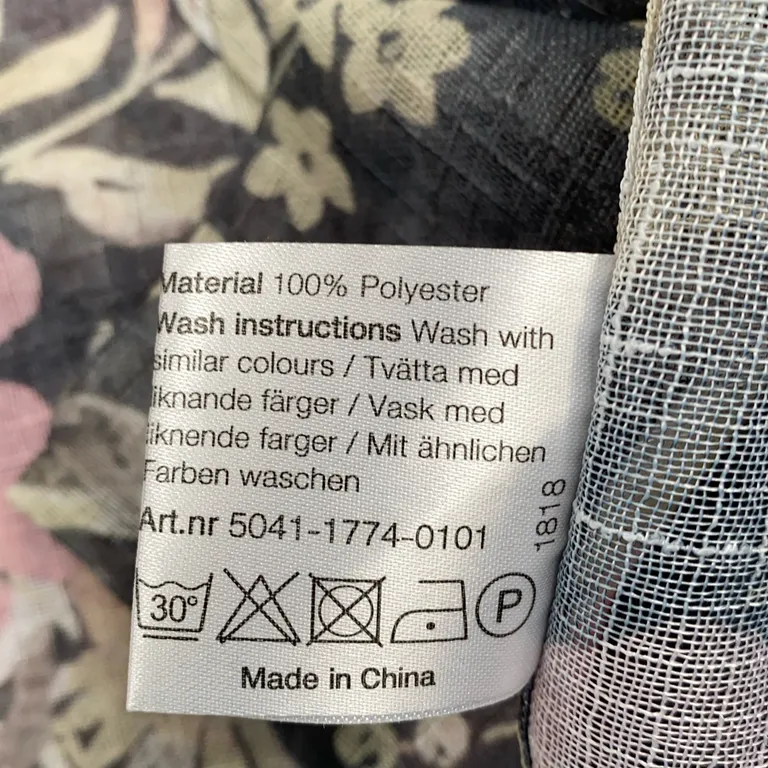 Material 100% Polyester
Wash instructions Wash with
similar colours / Tvätta med
liknande färger / Vask med
liknende farger / Mit ähnlichen
Farben waschen
Art.nr 5041-1774-0101
1818
30°
P
Made in China